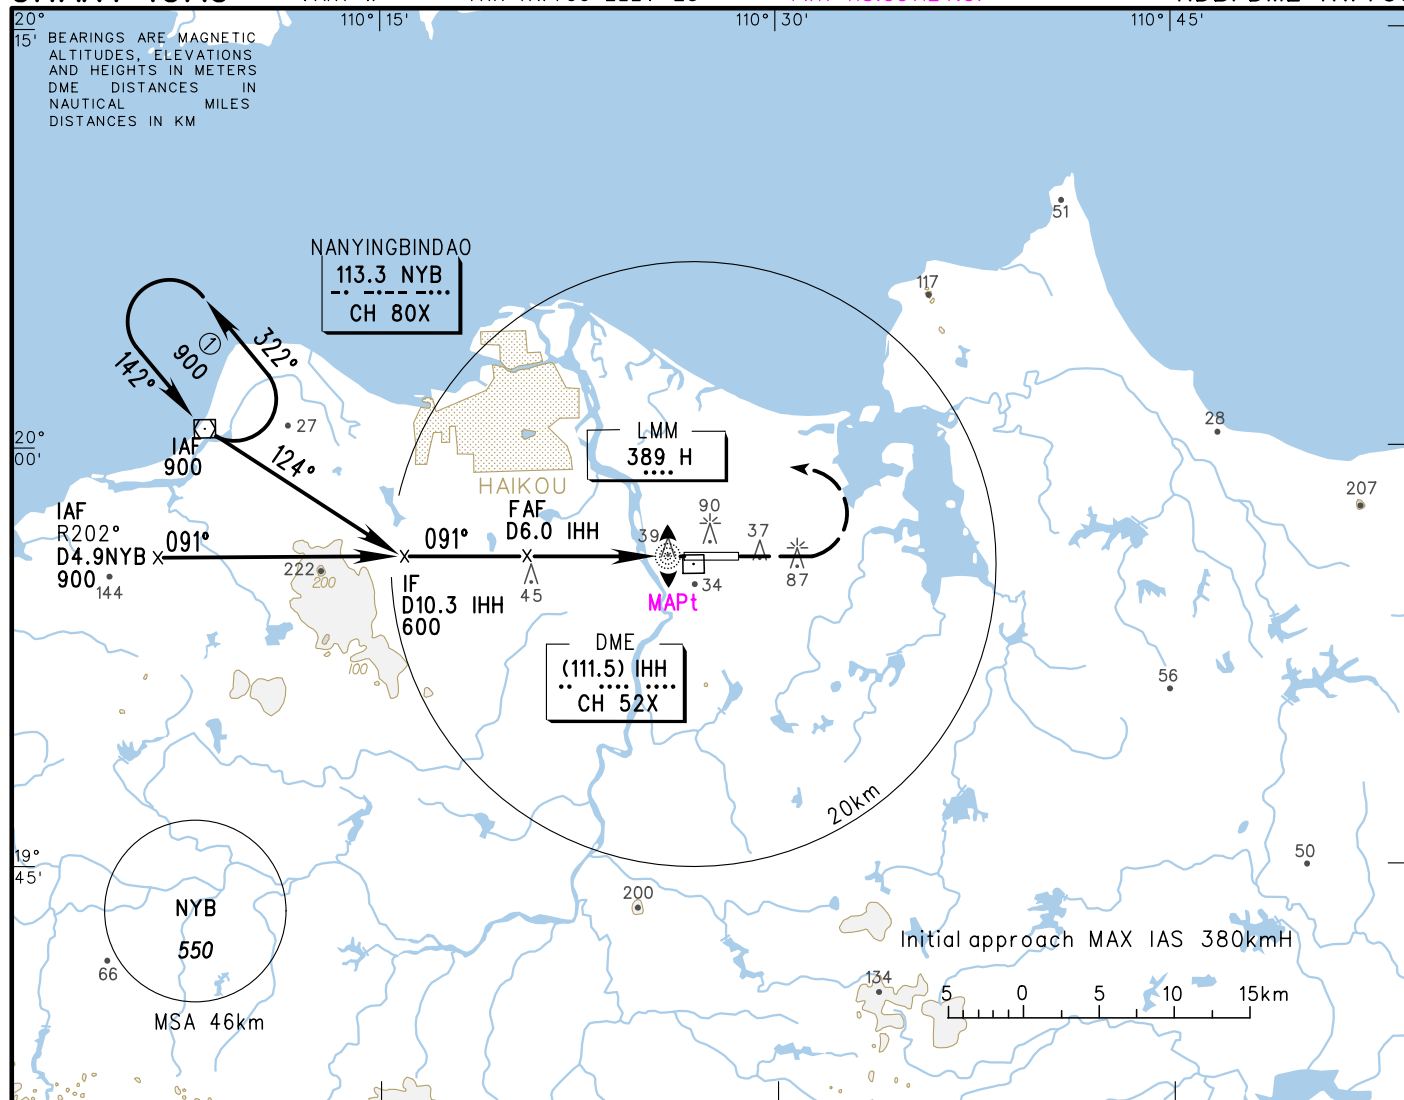 20°
15'
110°15'
110°30'
110°45'
BEARINGS ARE MAGNETIC
ALTITUDES, ELEVATIONS
AND HEIGHTS IN METERS
DME DISTANCES IN
NAUTICAL MILES
DISTANCES IN KM
51
117
NANYINGBINDAO
113.3 NYB
CH 80X
1
900
322°
142°
27
28
IAF
900
124°
20°
00'
LMM
389 H
HAIKOU
207
IAF
R202°
D4.9NYB
900
091°
091°
FAF
D6.0 IHH
90
39
37
87
34
45
144
222
200
IF
D10.3 IHH
600
MAPt
100
DME
(111.5) IHH
CH 52X
56
20km
19°
45'
50
NYB
550
200
66
MSA 46km
Initial approach MAX IAS 380kmH
134
5 0 5 10 15km